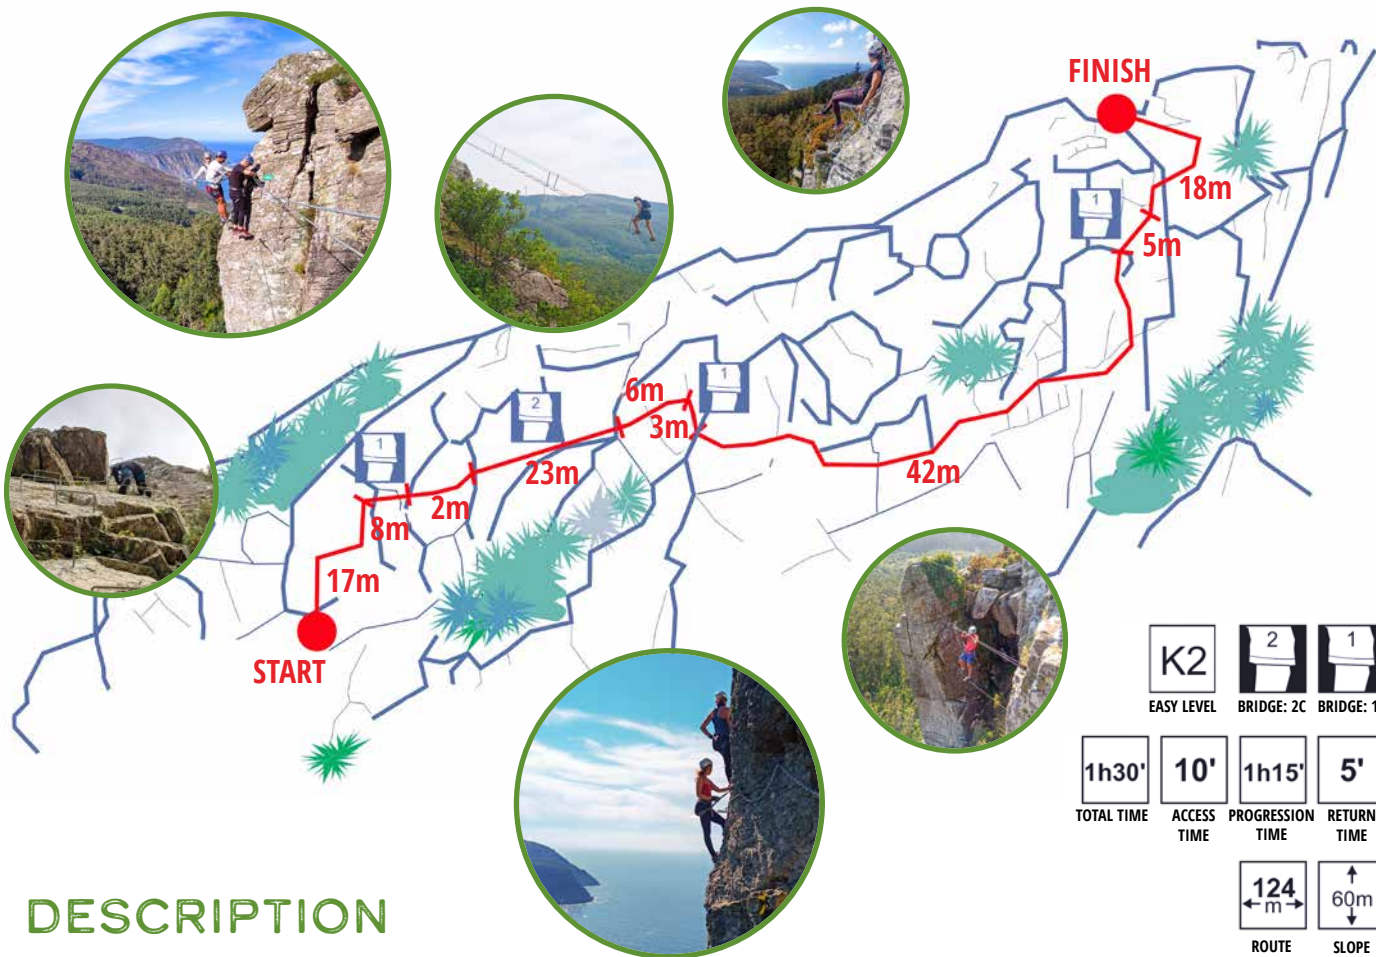 FINISH
18m
1
5m
6m
1
2
3m
1
23m
42m
2m
8m
17m
START
K2
2
1
EASY LEVEL
BRIDGE: 2C
BRIDGE: 1
1h30'
10'
1h15'
5'
TOTAL TIME
ACCESS
TIME
PROGRESSION
TIME
RETURN
TIME
124
m
60m
ROUTE
SLOPE
DESCRIPTION